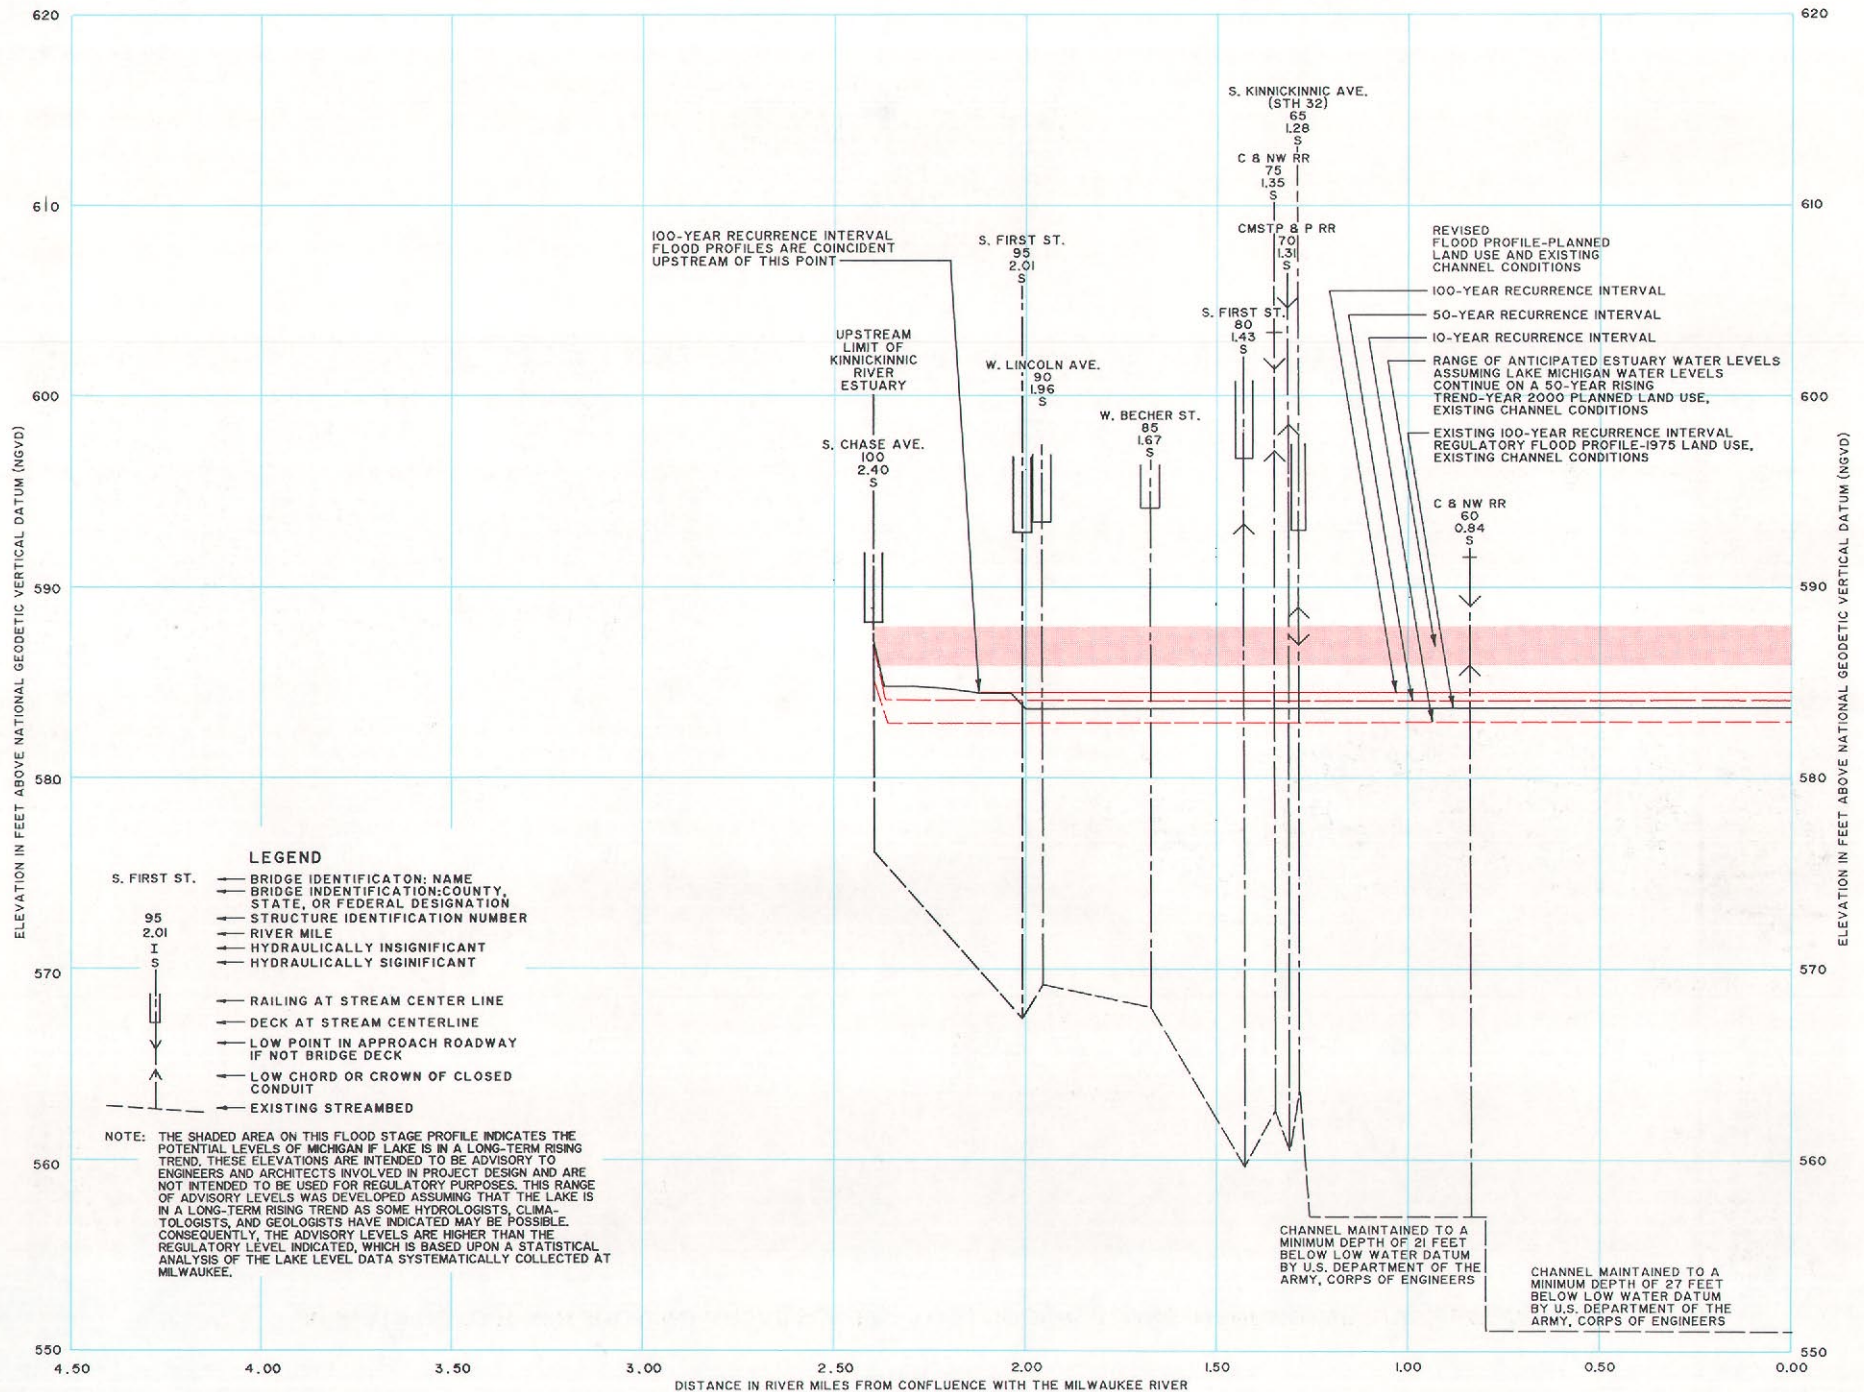 620
610
600
590
580
570
560
550
ELEVATION IN FEET ABOVE NATIONAL GEODETIC VERTICAL DATUM (NGVD)
620
610
600
590
580
570
560
550
ELEVATION IN FEET ABOVE NATIONAL GEODETIC VERTICAL DATUM (NGVD)
4.50
4.00
3.50
3.00
2.50
2.00
1.50
1.00
0.50
0.00
DISTANCE IN RIVER MILES FROM CONFLUENCE WITH THE MILWAUKEE RIVER
100-YEAR RECURRENCE INTERVAL
FLOOD PROFILES ARE COINCIDENT
UPSTREAM OF THIS POINT
UPSTREAM
LIMIT OF
KINNICKINNIC
RIVER
ESTUARY
S. CHASE AVE.
100
2.40
S
S. FIRST ST.
95
2.01
S
W. LINCOLN AVE.
90
1.96
S
W. BECHER ST.
85
1.67
S
S. FIRST ST.
80
1.43
S
S. KINNICKINNIC AVE.
(STH 32)
65
1.28
S
C & NW RR
75
1.35
S
CMSTP & P RR
70
1.31
S
REVISED
FLOOD PROFILE-PLANNED
LAND USE AND EXISTING
CHANNEL CONDITIONS
100-YEAR RECURRENCE INTERVAL
50-YEAR RECURRENCE INTERVAL
10-YEAR RECURRENCE INTERVAL
RANGE OF ANTICIPATED ESTUARY WATER LEVELS
ASSUMING LAKE MICHIGAN WATER LEVELS
CONTINUE ON A 50-YEAR RISING
TREND-YEAR 2000 PLANNED LAND USE,
EXISTING CHANNEL CONDITIONS
EXISTING 100-YEAR RECURRENCE INTERVAL
REGULATORY FLOOD PROFILE-1975 LAND USE,
EXISTING CHANNEL CONDITIONS
C & NW RR
60
0.84
S
LEGEND
S. FIRST ST.
BRIDGE IDENTIFICATON: NAME
BRIDGE INDENTIFICATION:COUNTY,
STATE, OR FEDERAL DESIGNATION
95
STRUCTURE IDENTIFICATION NUMBER
2.01
RIVER MILE
I
HYDRAULICALLY INSIGNIFICANT
S
HYDRAULICALLY SIGINIFICANT
RAILING AT STREAM CENTER LINE
DECK AT STREAM CENTERLINE
LOW POINT IN APPROACH ROADWAY
IF NOT BRIDGE DECK
LOW CHORD OR CROWN OF CLOSED
CONDUIT
EXISTING STREAMBED
NOTE: THE SHADED AREA ON THIS FLOOD STAGE PROFILE INDICATES THE
POTENTIAL LEVELS OF MICHIGAN IF LAKE IS IN A LONG-TERM RISING
TREND. THESE ELEVATIONS ARE INTENDED TO BE ADVISORY TO
ENGINEERS AND ARCHITECTS INVOLVED IN PROJECT DESIGN AND ARE
NOT INTENDED TO BE USED FOR REGULATORY PURPOSES. THIS RANGE
OF ADVISORY LEVELS WAS DEVELOPED ASSUMING THAT THE LAKE IS
IN A LONG-TERM RISING TREND AS SOME HYDROLOGISTS, CLIMA-
TOLOGISTS, AND GEOLOGISTS HAVE INDICATED MAY BE POSSIBLE.
CONSEQUENTLY, THE ADVISORY LEVELS ARE HIGHER THAN THE
REGULATORY LEVEL INDICATED, WHICH IS BASED UPON A STATISTICAL
ANALYSIS OF THE LAKE LEVEL DATA SYSTEMATICALLY COLLECTED AT
MILWAUKEE.
CHANNEL MAINTAINED TO A
MINIMUM DEPTH OF 21 FEET
BELOW LOW WATER DATUM
BY U.S. DEPARTMENT OF THE
ARMY, CORPS OF ENGINEERS
CHANNEL MAINTAINED TO A
MINIMUM DEPTH OF 27 FEET
BELOW LOW WATER DATUM
BY U.S. DEPARTMENT OF THE
ARMY, CORPS OF ENGINEERS